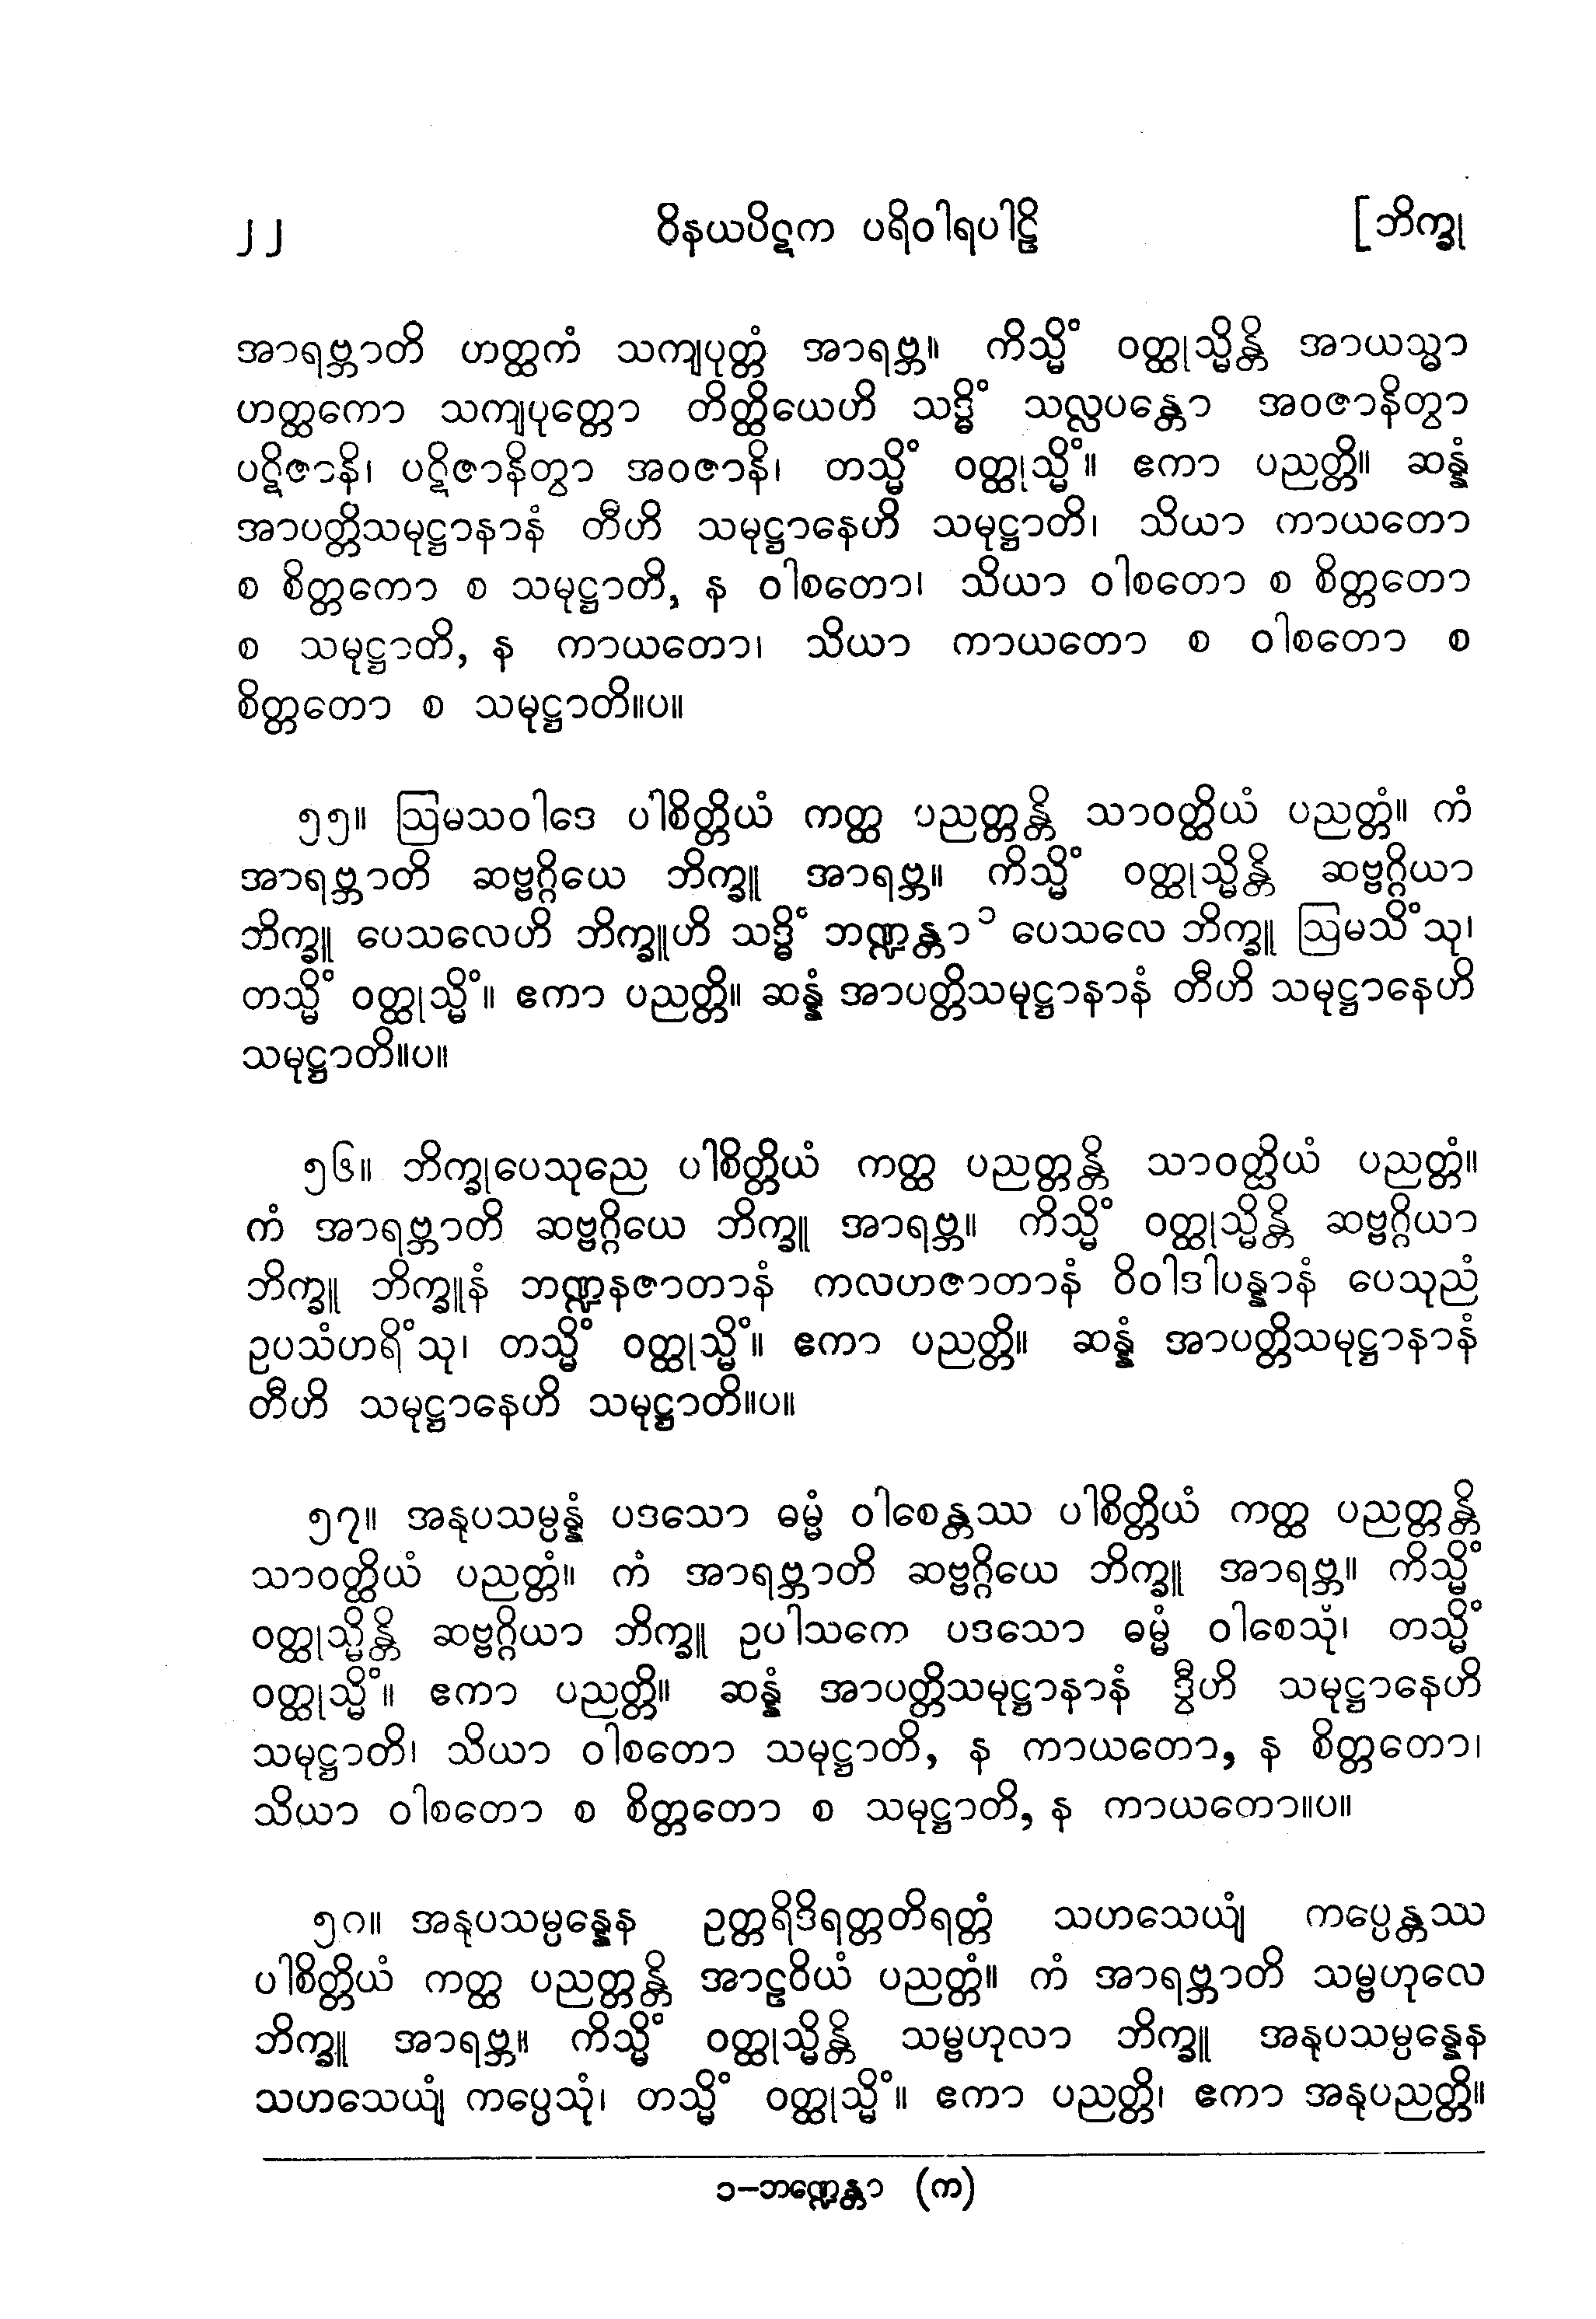 ၂၂ ဝိနယပိဋက ပရိဝါရပါဠိ [ဘိက္ခု
အာရဗ္ဘာတိ ဟတ္ထကံ သကျပုတ္တံ အာရဗ္ဘ။ ကိသ္မိံ ဝတ္ထုသ္မိန္တိ အာယသ္မာ
ဟတ္ထကော သကျပုတ္တော တိတ္ထိယေဟိ သဒ္ဓိံ သလ္လပန္တော အဝဇာနိတွာ
ပဋိဇာနိ၊ ပဋိဇာနိတွာ အဝဇာနိ၊ တသ္မိံ ဝတ္ထုသ္မိံ။ ဧကာ ပညတ္တိ။ ဆန္နံ
အာပတ္တိသမုဋ္ဌာနာနံ တီဟိ သမုဋ္ဌာနေဟိ သမုဋ္ဌာတိ၊ သိယာ ကာယတော
စ စိတ္တကော စ သမုဋ္ဌာတိ, န ဝါစတော၊ သိယာ ဝါစတော စ စိတ္တတော
စ သမုဋ္ဌာတိ, န ကာယတော၊ သိယာ ကာယတော စ ဝါစတော စ
စိတ္တတော စ သမုဋ္ဌာတိ။ပ။
၅၅။ ဩမသဝါဒေ ပါစိတ္တိယံ ကတ္ထ ပညတ္တန္တိ သာဝတ္ထိယံ ပညတ္တံ။ ကံ
အာရဗ္ဘာတိ ဆဗ္ဗဂ္ဂိယေ ဘိက္ခူ အာရဗ္ဘ။ ကိသ္မိံ ဝတ္ထုသ္မိန္တိ ဆဗ္ဗဂ္ဂိယာ
ဘိက္ခူ ပေသလေဟိ ဘိက္ခူဟိ သဒ္ဓိံ ဘဏ္ဍန္တာ ၁ ပေသလေ ဘိက္ခူ ဩမသိံသု၊
တသ္မိံ ဝတ္ထုသ္မိံ။ ဧကာ ပညတ္တိ။ ဆန္နံ အာပတ္တိသမုဋ္ဌာနာနံ တီဟိ သမုဋ္ဌာနေဟိ
သမုဋ္ဌာတိ။ပ။
၅၆။ ဘိက္ခုပေသုညေ ပါစိတ္တိယံ ကတ္ထ ပညတ္တန္တိ သာဝတ္ထိယံ ပညတ္တံ။
ကံ အာရဗ္ဘာတိ ဆဗ္ဗဂ္ဂိယေ ဘိက္ခူ အာရဗ္ဘ။ ကိသ္မိံ ဝတ္ထုသ္မိန္တိ ဆဗ္ဗဂ္ဂိယာ
ဘိက္ခူ ဘိက္ခူနံ ဘဏ္ဍနဇာတာနံ ကလဟဇာတာနံ ဝိဝါဒါပန္နာနံ ပေသုညံ
ဥပသံဟရိံသု၊ တသ္မိံ ဝတ္ထုသ္မိံ။ ဧကာ ပညတ္တိ။ ဆန္နံ အာပတ္တိသမုဋ္ဌာနာနံ
တီဟိ သမုဋ္ဌာနေဟိ သမုဋ္ဌာတိ။ပ။
၅၇။ အနုပသမ္ပန္နံ ပဒသော ဓမ္မံ ဝါစေန္တဿ ပါစိတ္တိယံ ကတ္ထ ပညတ္တန္တိ
သာဝတ္ထိယံ ပညတ္တံ။ ကံ အာရဗ္ဘာတိ ဆဗ္ဗဂ္ဂိယေ ဘိက္ခူ အာရဗ္ဘ။ ကိသ္မိံ
ဝတ္ထုသ္မိန္တိ ဆဗ္ဗဂ္ဂိယာ ဘိက္ခူ ဥပါသကေ ပဒသော ဓမ္မံ ဝါစေသုံ၊ တသ္မိံ
ဝတ္ထုသ္မိံ။ ဧကာ ပညတ္တိ။ ဆန္နံ အာပတ္တိသမုဋ္ဌာနာနံ ဒွီဟိ သမုဋ္ဌာနေဟိ
သမုဋ္ဌာတိ၊ သိယာ ဝါစတော သမုဋ္ဌာတိ, န ကာယတော, န စိတ္တတော၊
သိယာ ဝါစတော စ စိတ္တတော စ သမုဋ္ဌာတိ, န ကာယကော။ပ။
၅၈။ အနုပသမ္ပန္နေန ဥတ္တရိဒိရတ္တတိရတ္တံ သဟသေယျံ ကပ္ပေန္တဿ
ပါစိတ္တိယံ ကတ္ထ ပညတ္တန္တိ အာဠဝိယံ ပညတ္တံ။ ကံ အာရဗ္ဘာတိ သမ္ဗဟုလေ
ဘိက္ခူ အာရဗ္ဘ။ ကိသ္မိံ ဝတ္ထုသ္မိန္တိ သမ္ဗဟုလာ ဘိက္ခူ အနုပသမ္ပန္နေန
သဟသေယျံ ကပ္ပေသုံ၊ တသ္မိံ ဝတ္ထုသ္မိံ။ ဧကာ ပညတ္တိ၊ ဧကာ အနုပညတ္တိ။
၁-ဘဏ္ဍေန္တာ (က)